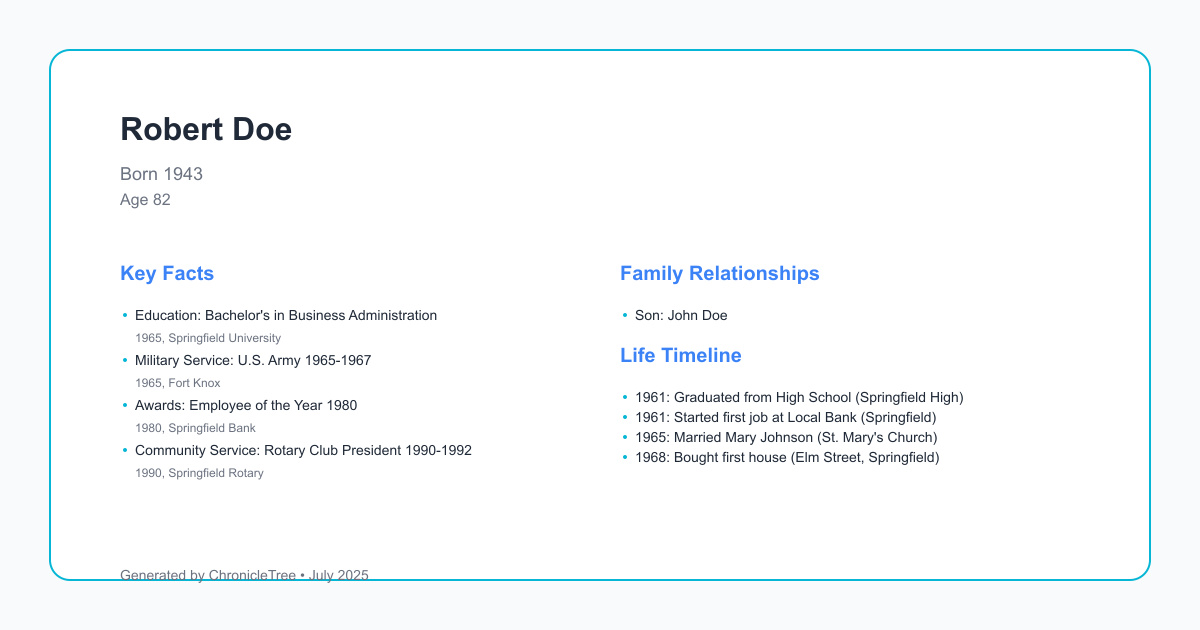 Robert Doe
Born 1943
Age 82
Key Facts
• Education: Bachelor's in Business Administration
1965, Springfield University
• Military Service: U.S. Army 1965-1967
1965, Fort Knox
• Awards: Employee of the Year 1980
1980, Springfield Bank
• Community Service: Rotary Club President 1990-1992
1990, Springfield Rotary
Family Relationships
• Son: John Doe
Life Timeline
• 1961: Graduated from High School (Springfield High)
• 1961: Started first job at Local Bank (Springfield)
• 1965: Married Mary Johnson (St. Mary's Church)
• 1968: Bought first house (Elm Street, Springfield)
Generated by ChronicleTree • July 2025